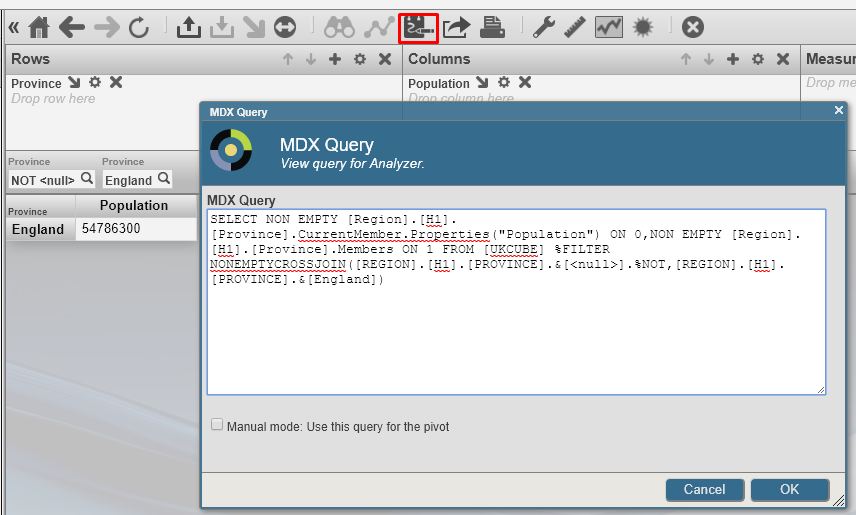 Rows
Columns
Measur
Province
Population
Drop me
Drop row here
Drop column here
MDX Query
MDX Query
View query for Analyzer.
Province
Province
NOT <null>
England
Province
Population
England
54786300
MDX Query
SELECT NON EMPTY [Region].[H1].
[Province].CurrentMember.Properties("Population") ON 0,NON EMPTY [Region].
[H1].[Province].Members ON 1 FROM [UKCUBE] %FILTER
NONEMPTYCROSSJOIN([REGION].[H1].[PROVINCE].&[<null>].%NOT,[REGION].[H1].
[PROVINCE].&[England])
Manual mode: Use this query for the pivot
Cancel
OK